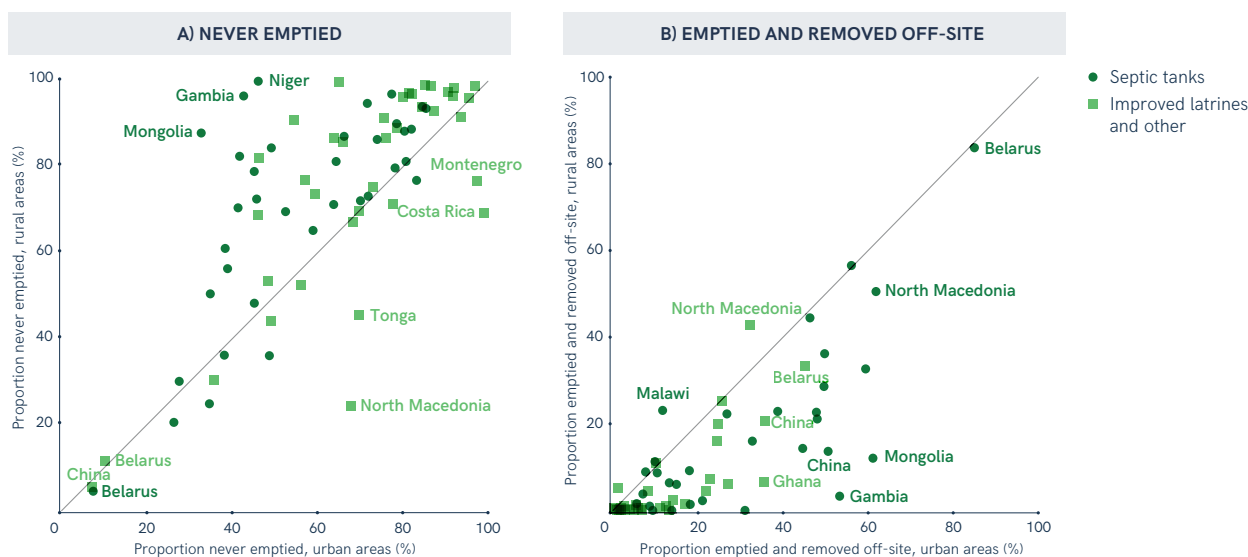 A) NEVER EMPTIED
Proportion never emptied, rural areas (%)
100
80
60
40
20
0
20
40
60
80
100
Proportion never emptied, urban areas (%)
Niger
Gambia
Mongolia
Montenegro
Costa Rica
Tonga
North Macedonia
Belarus
China
Belarus
B) EMPTIED AND REMOVED OFF-SITE
Proportion emptied and removed off-site, rural areas (%)
100
80
60
40
20
0
20
40
60
80
100
Proportion emptied and removed off-site, urban areas (%)
Belarus
North Macedonia
North Macedonia
Belarus
Malawi
China
Mongolia
China
Ghana
Gambia
Septic tanks
Improved latrines
and other